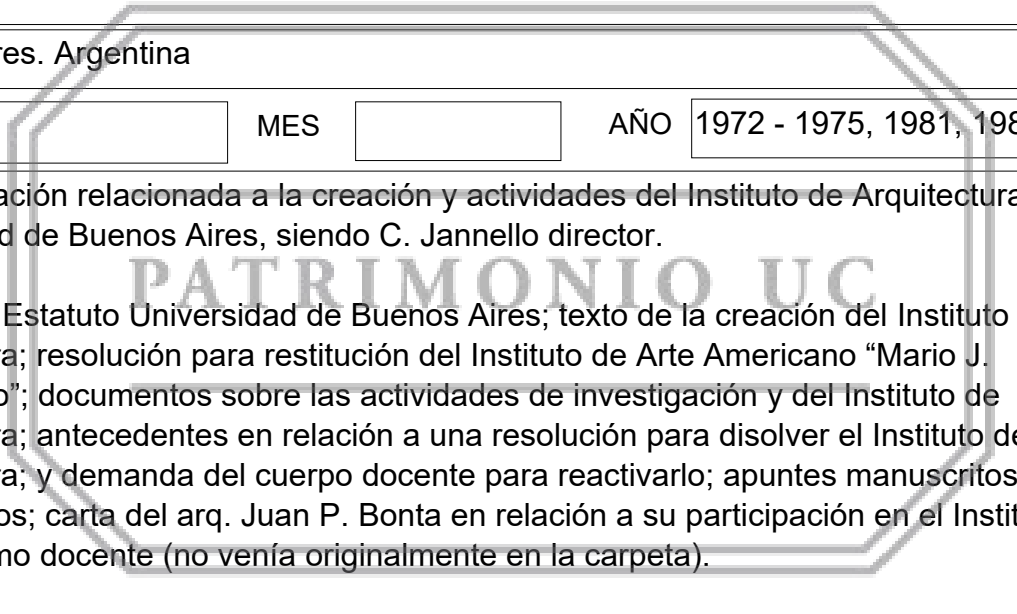 res. Argentina
MES AÑO 1972 - 1975, 1981, 198
ación relacionada a la creación y actividades del Instituto de Arquitectura
d de Buenos Aires, siendo C. Jannello director.
PATRIMONIO UC
Estatuto Universidad de Buenos Aires; texto de la creación del Instituto
ra; resolución para restitución del Instituto de Arte Americano “Mario J.
o”; documentos sobre las actividades de investigación y del Instituto de
ra; antecedentes en relación a una resolución para disolver el Instituto de
ra; y demanda del cuerpo docente para reactivarlo; apuntes manuscritos
os; carta del arq. Juan P. Bonta en relación a su participación en el Instit
mo docente (no venía originalmente en la carpeta).